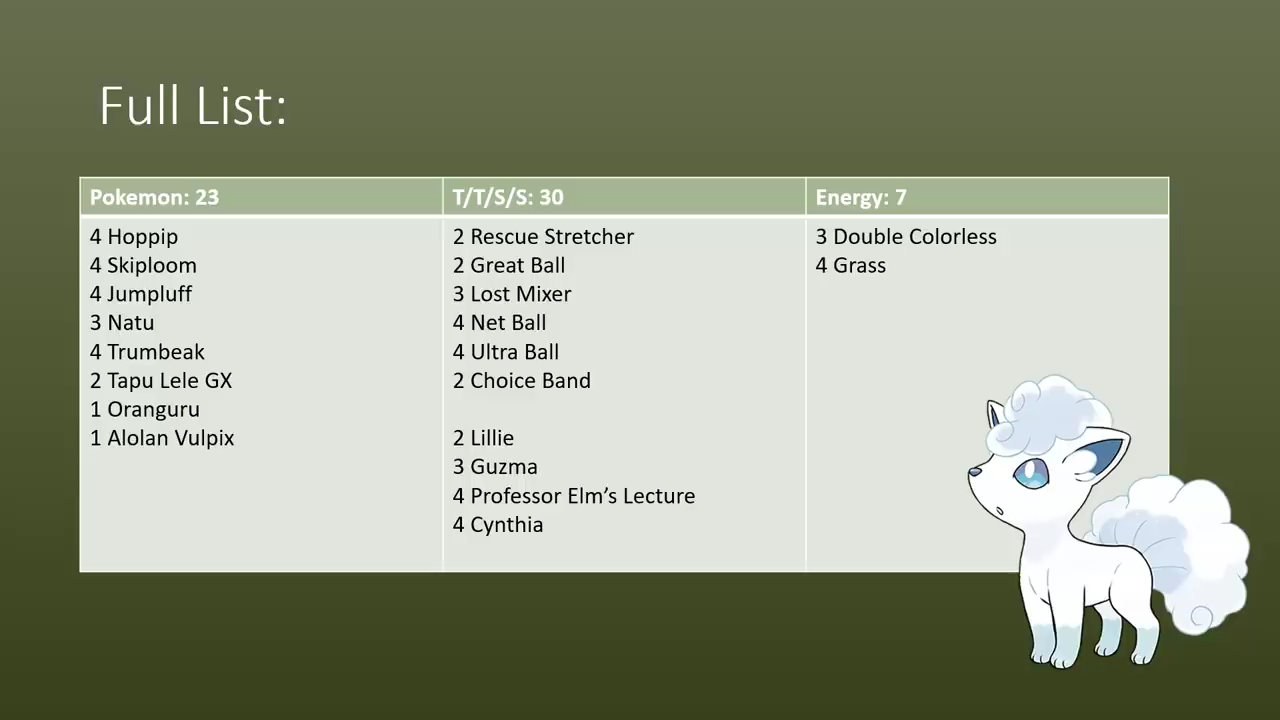 Full List:
Pokemon: 23
4 Hoppip
4 Skiploom
4 Jumpluff
3 Natu
4 Trumbeak
2 Tapu Lele GX
1 Oranguru
1 Alolan Vulpix
T/T/S/S: 30
2 Rescue Stretcher
2 Great Ball
3 Lost Mixer
4 Net Ball
4 Ultra Ball
2 Choice Band
2 Lillie
3 Guzma
4 Professor Elm’s Lecture
4 Cynthia
Energy: 7
3 Double Colorless
4 Grass